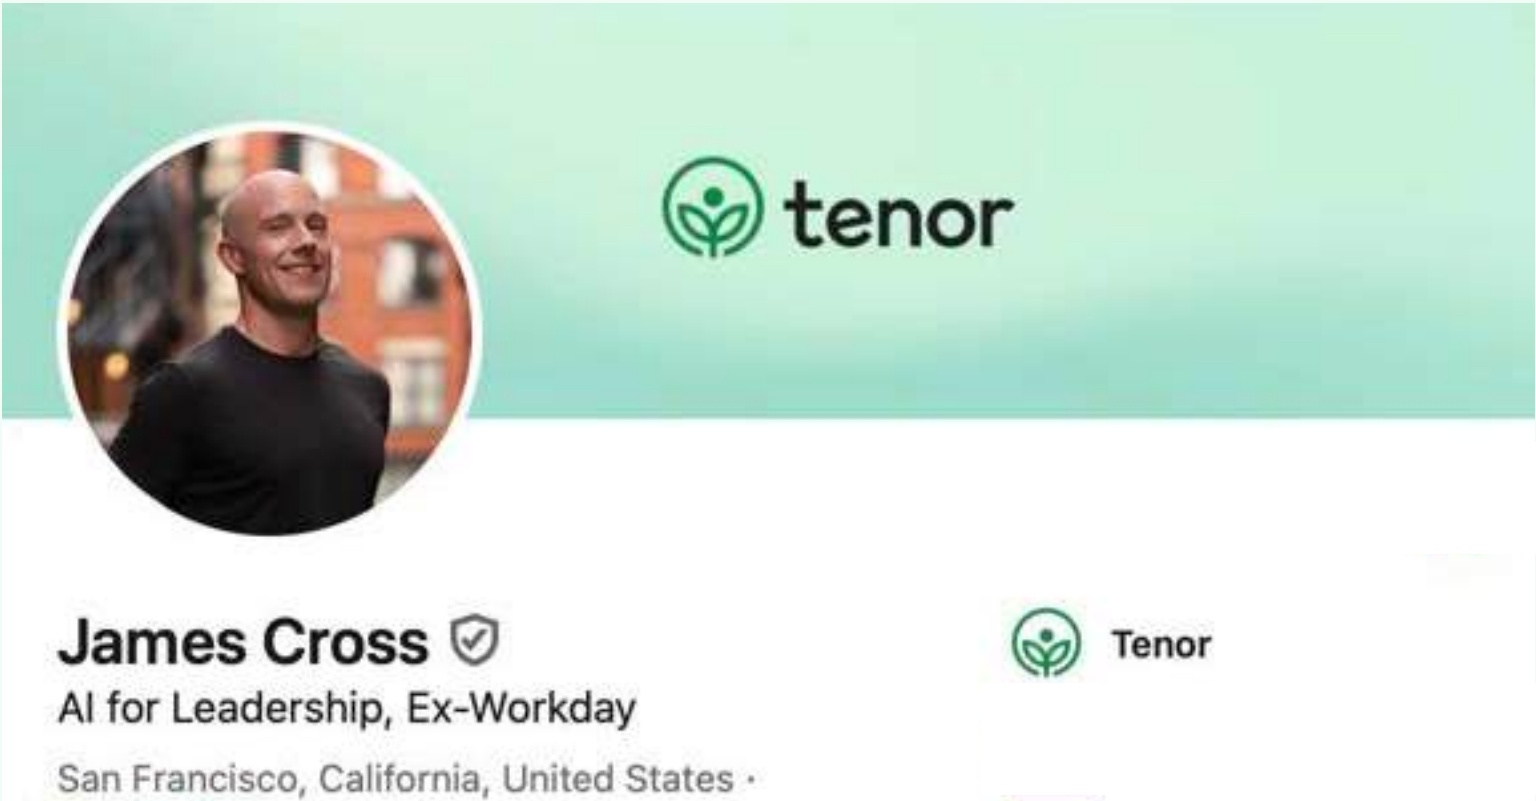 tenor
James Cross
Tenor
AI for Leadership, Ex-Workday
San Francisco, California, United States ·